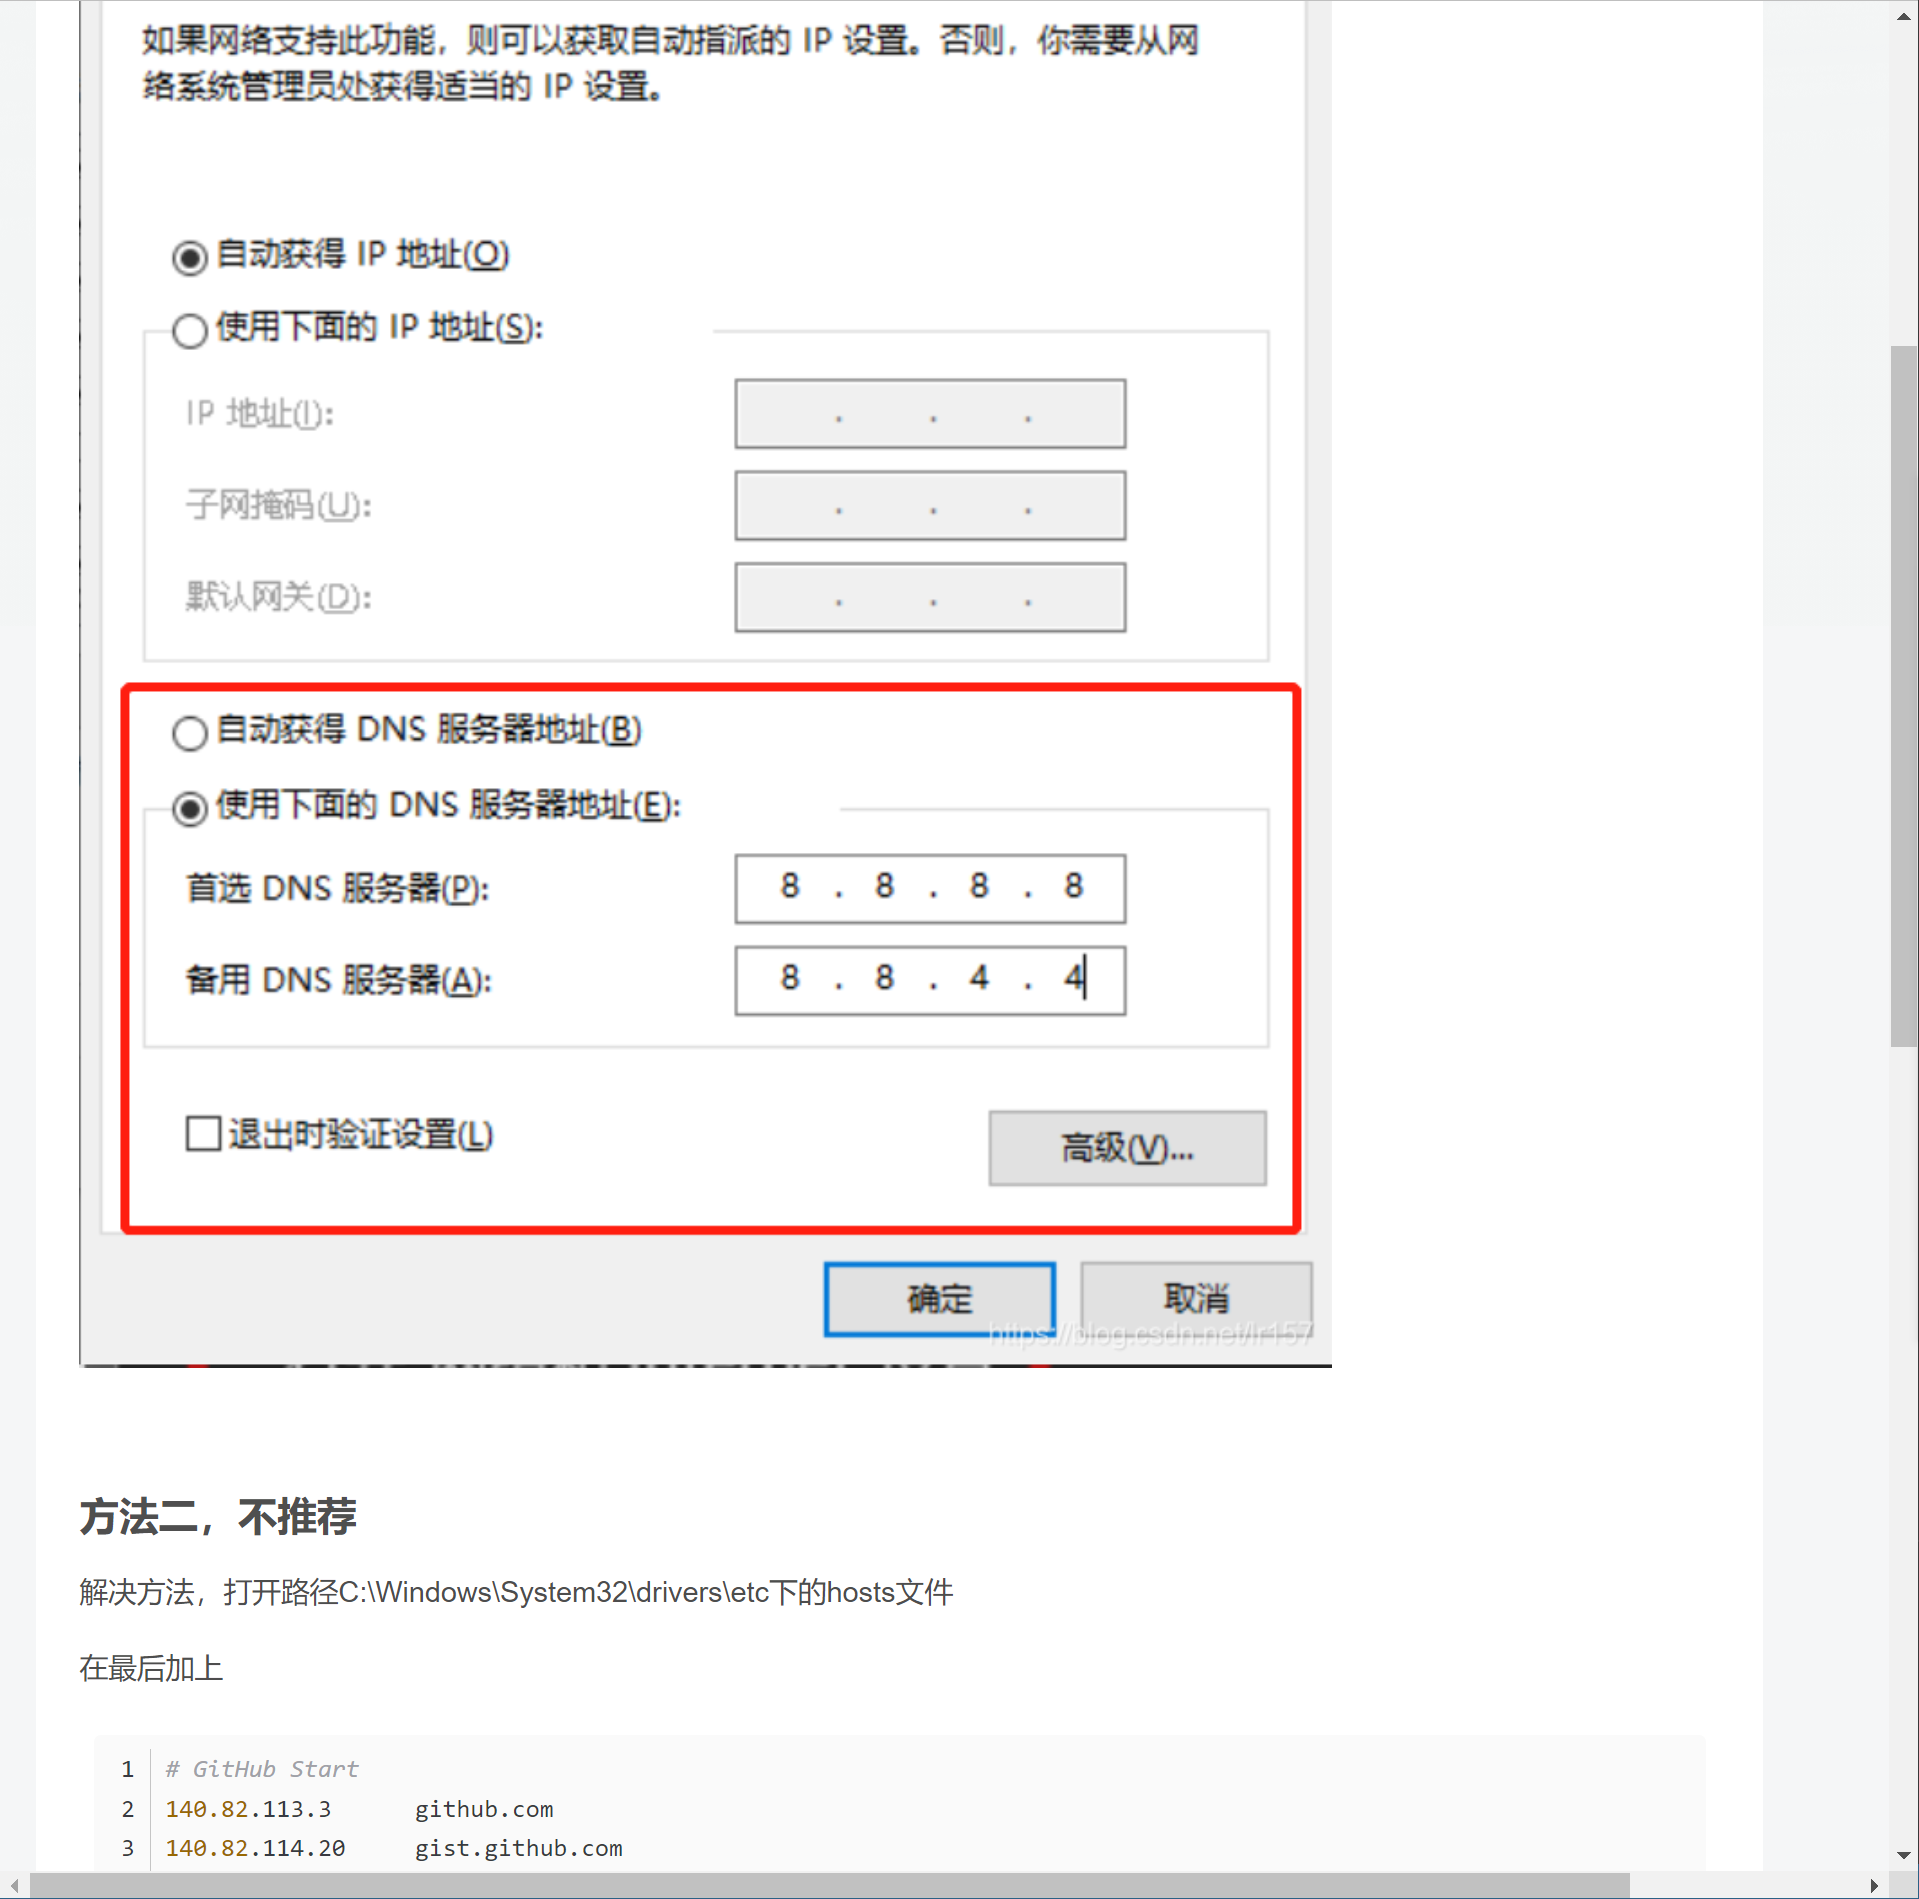 如果网络支持此功能，则可以获取自动指派的 IP 设置。否则，你需要从网
络系统管理员处获得适当的 IP 设置。
自动获得 IP 地址(O)
使用下面的 IP 地址(S):
IP 地址(I):
子网掩码(U):
默认网关(D):
自动获得 DNS 服务器地址(B)
使用下面的 DNS 服务器地址(E):
首选 DNS 服务器(P): 8 . 8 . 8 . 8
备用 DNS 服务器(A): 8 . 8 . 4 . 4
退出时验证设置(L)
高级(V)...
确定 取消
https://blog.csdn.net/lr157
方法二，不推荐
解决方法，打开路径C:\Windows\System32\drivers\etc下的hosts文件
在最后加上
1 # GitHub Start
2 140.82.113.3 github.com
3 140.82.114.20 gist.github.com